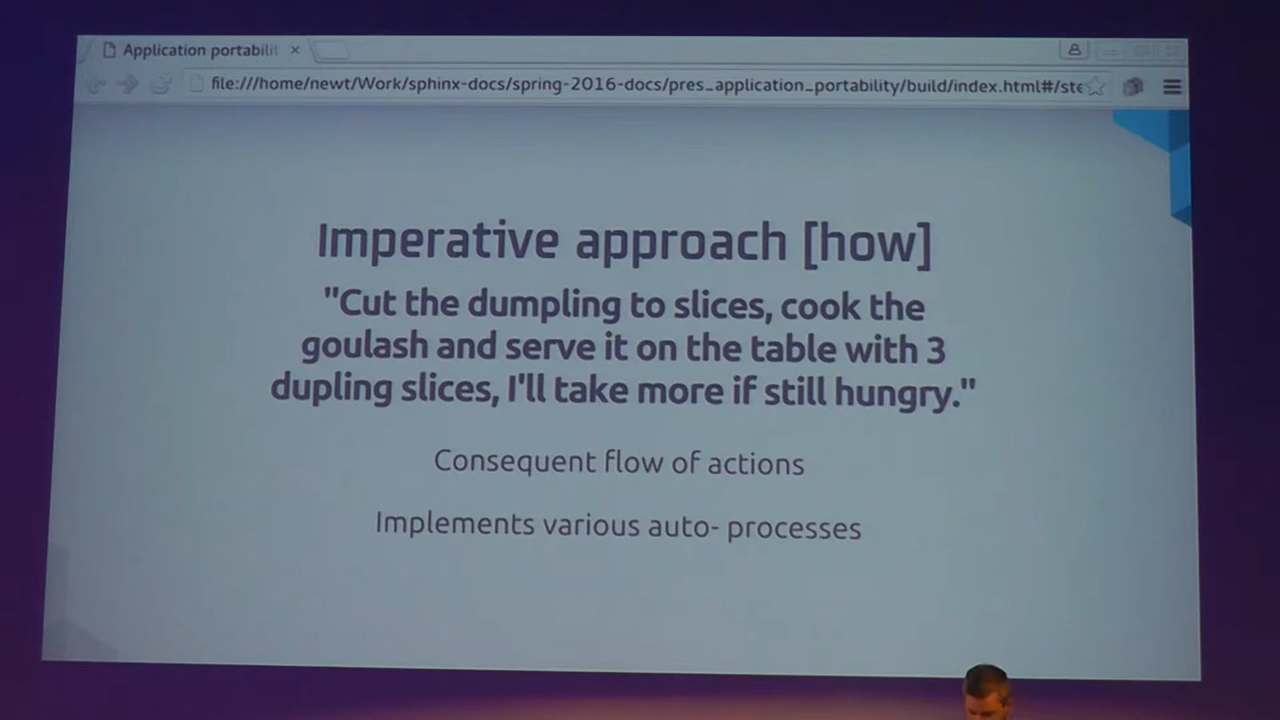 Application portabilit
file:///home/newt/Work/sphinx-docs/spring-2016-docs/pres_application_portability/build/index.html#/ste
Imperative approach [how]
"Cut the dumpling to slices, cook the
goulash and serve it on the table with 3
dupling slices, I'll take more if still hungry."
Consequent flow of actions
Implements various auto- processes